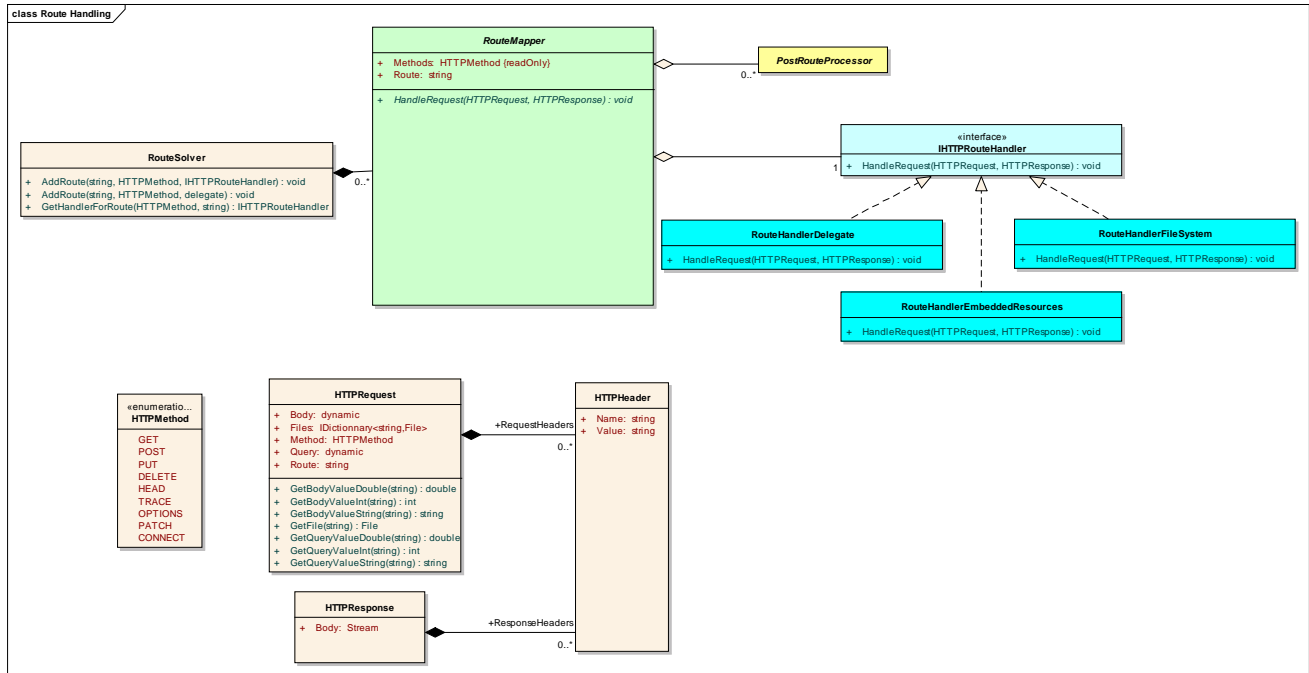 class Route Handling
RouteMapper
+ Methods: HTTPMethod {readOnly}
+ Route: string
+ HandleRequest(HTTPRequest, HTTPResponse) : void
0..*
PostRouteProcessor
«interface»
IHTTPRouteHandler
+ HandleRequest(HTTPRequest, HTTPResponse) : void
1
RouteSolver
+ AddRoute(string, HTTPMethod, IHTTPRouteHandler) : void
+ AddRoute(string, HTTPMethod, delegate) : void
+ GetHandlerForRoute(HTTPMethod, string) : IHTTPRouteHandler
0..*
RouteHandlerDelegate
+ HandleRequest(HTTPRequest, HTTPResponse) : void
RouteHandlerFileSystem
+ HandleRequest(HTTPRequest, HTTPResponse) : void
RouteHandlerEmbeddedResources
+ HandleRequest(HTTPRequest, HTTPResponse) : void
«enumeratio...
HTTPMethod
GET
POST
PUT
DELETE
HEAD
TRACE
OPTIONS
PATCH
CONNECT
HTTPRequest
+ Body: dynamic
+ Files: IDictionnary<string,File>
+ Method: HTTPMethod
+ Query: dynamic
+ Route: string
+ GetBodyValueDouble(string) : double
+ GetBodyValueInt(string) : int
+ GetBodyValueString(string) : string
+ GetFile(string) : File
+ GetQueryValueDouble(string) : double
+ GetQueryValueInt(string) : int
+ GetQueryValueString(string) : string
+RequestHeaders
0..*
HTTPHeader
+ Name: string
+ Value: string
HTTPResponse
+ Body: Stream
+ResponseHeaders
0..*